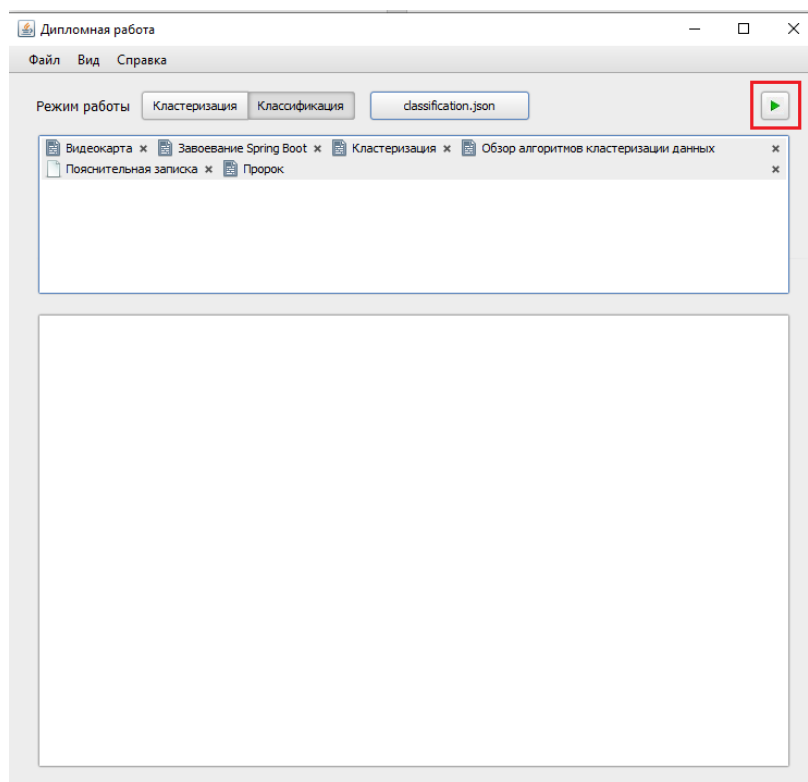 Дипломная работа
Файл Вид Справка
Режим работы Кластеризация Классификация classification.json
Видеокарта Завоевание Spring Boot Кластеризация Обзор алгоритмов кластеризации данных
Пояснительная записка Пророк